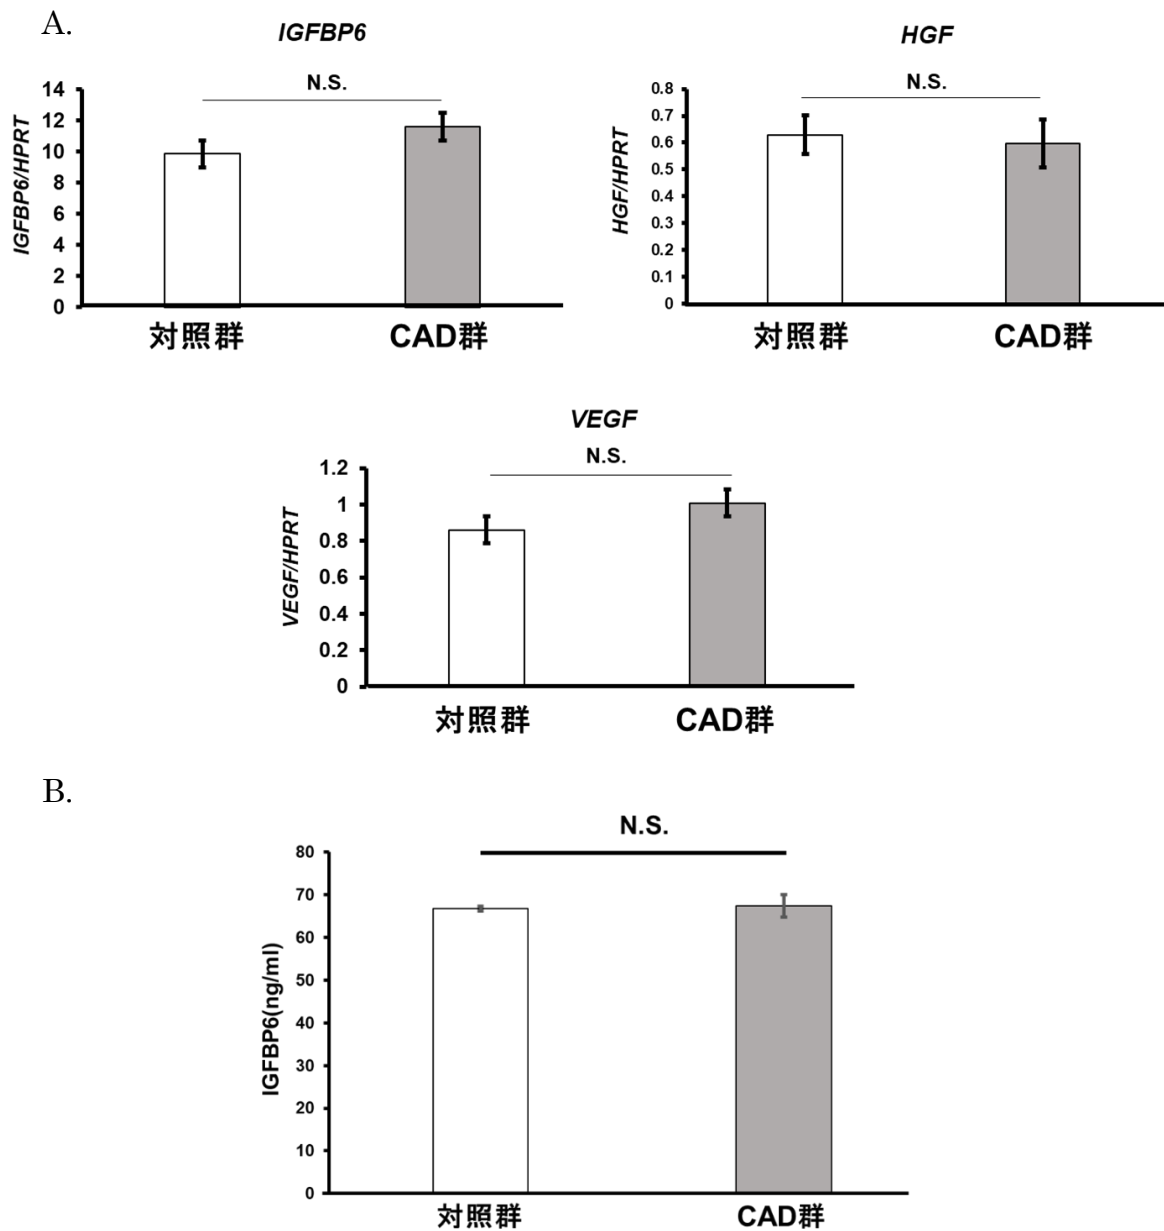 A.
IGFBP6
N.S.
IGFBP6/HPRT
14
12
10
8
6
4
2
0
対照群
CAD群
HGF
N.S.
HGF/HPRT
0.8
0.7
0.6
0.5
0.4
0.3
0.2
0.1
0
対照群
CAD群
VEGF
N.S.
VEGF/HPRT
1.2
1
0.8
0.6
0.4
0.2
0
対照群
CAD群
B.
N.S.
IGFBP6(ng/ml)
80
70
60
50
40
30
20
10
0
対照群
CAD群